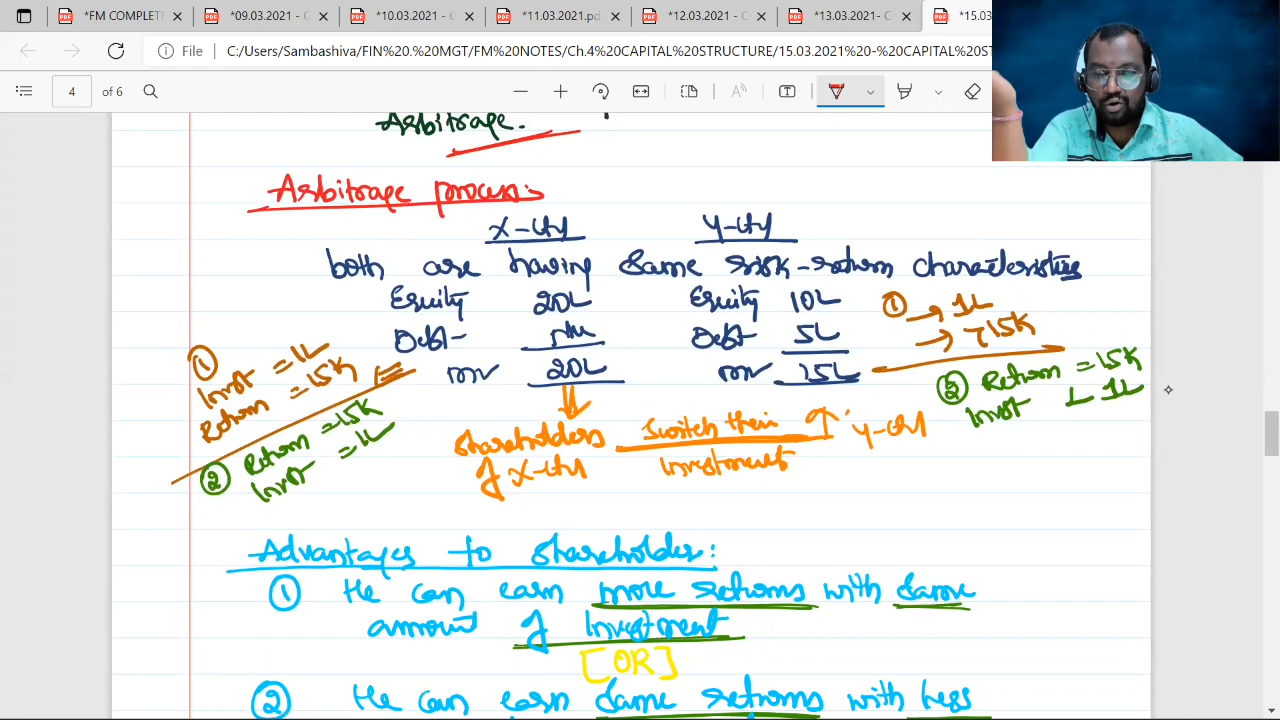 *FM COMPLETI
*09.03.2021 - C
*10.03.2021 - C
*11.03.2021.pd
*12.03.2021 - C
*13.03.2021- C
*15.03
File
C:/Users/Sambashiva/FIN%20.%20MGT/FM%20NOTES/Ch.4%20CAPITAL%20STRUCTURE/15.03.2021%20-%20CAPITAL%20ST
4 of 6
Arbitrage.
Arbitrage process:
X-Ltd Y-Ltd
both are having same risk-return characteristics
Equity 20L Equity 10L
Debt- Nil Debt 5L
MV 20L MV 15L
① → 1L
→ 715K
② Return = 15K
Invst L 1L
①
Invst = 1L
Return = 15K
② Return = 15K
Invst = 1L
Shareholders Switch their Y-Ltd
of X-Ltd Investment
Advantages to shareholder:
① He can earn more returns with same
amount of Investment
[OR]
② He can earn same returns with less